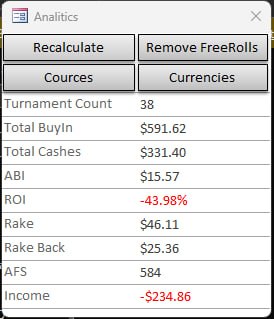 Analitics
Recalculate Remove FreeRolls
Cources Currencies
Turnament Count 38
Total BuyIn $591.62
Total Cashes $331.40
ABI $15.57
ROI -43.98%
Rake $46.11
Rake Back $25.36
AFS 584
Income -$234.86